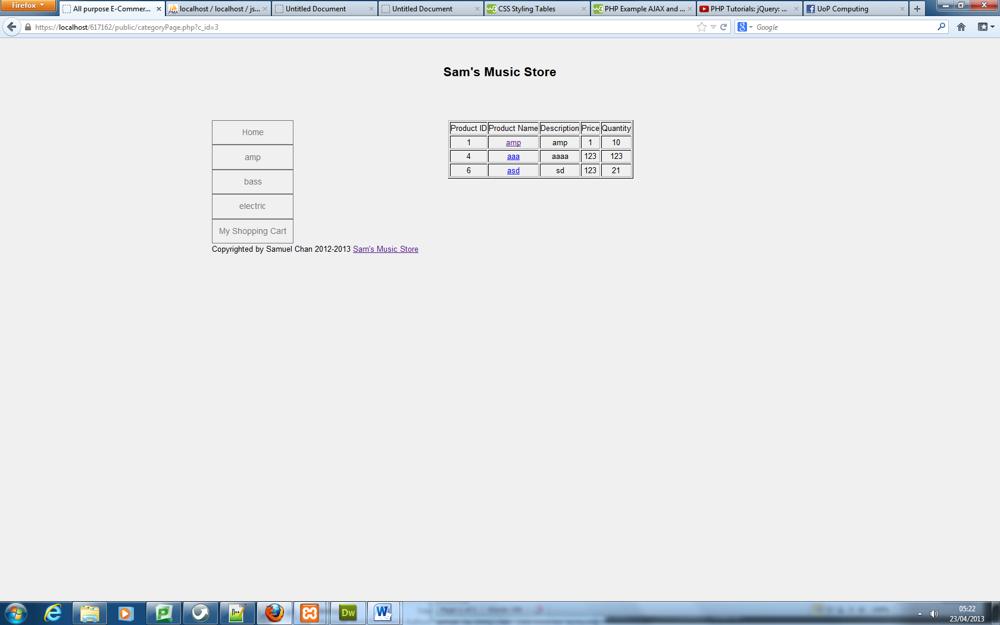 Firefox
All purpose E-Commer...
localhost / localhost / js...
Untitled Document
Untitled Document
CSS Styling Tables
PHP Example AJAX and ...
PHP Tutorials: jQuery: ...
UoP Computing
https://localhost/617162/public/categoryPage.php?c_id=3
Google
Sam's Music Store
Home
amp
bass
electric
My Shopping Cart
Product ID Product Name Description Price Quantity
1 amp amp 1 10
4 aaa aaaa 123 123
6 asd sd 123 21
Copyrighted by Samuel Chan 2012-2013 Sam's Music Store
05:22
23/04/2013